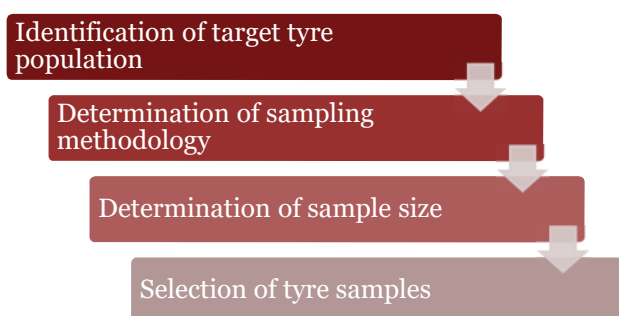 Identification of target tyre
population
Determination of sampling
methodology
Determination of sample size
Selection of tyre samples